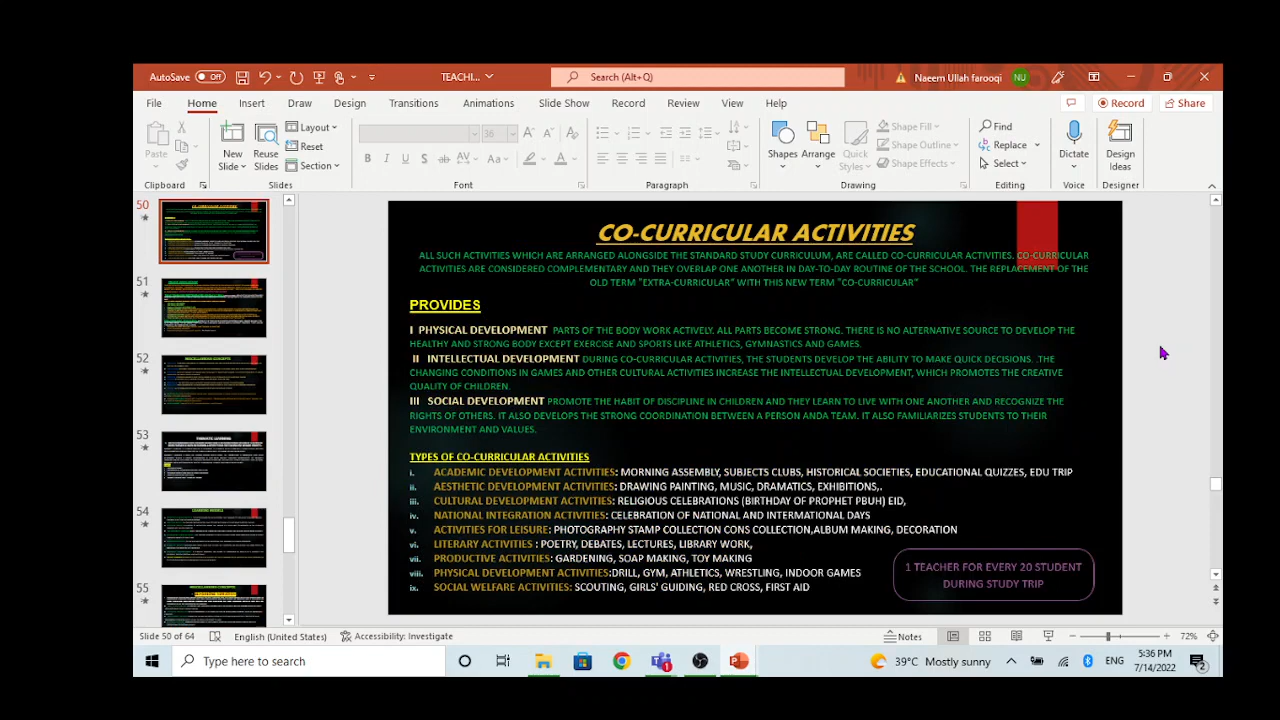 AutoSave Off TEACHI... Search (Alt+Q) Naeem Ullah farooqi NU
File Home Insert Draw Design Transitions Animations Slide Show Record Review View Help Record Share
Paste New Slide Reuse Slides Layout Reset Section 36 Shapes Arrange Quick Styles Shape Fill Shape Outline Shape Effects Find Replace Select Dictate Design Ideas
Clipboard Slides Font Paragraph Drawing Editing Voice Designer
50
51
52
53
54
55
CO-CURRICULAR ACTIVITIES
ALL SUCH ACTIVITIES WHICH ARE ARRANGED ALONGSIDE THE STANDARD STUDY CURRICULUM, ARE CALLED CO-CURRICULAR ACTIVITIES. CO-CURRICULAR
ACTIVITIES ARE CONSIDERED COMPLEMENTARY AND THEY OVERLAP ONE ANOTHER IN DAY-TO-DAY ROUTINE OF THE SCHOOL. THE REPLACEMENT OF THE
OLD TERM "EXTRA-CURRICULAR" WITH THIS NEW TERM "CO-CURRICULAR"
PROVIDES
I PHYSICAL DEVELOPMENT PARTS OF THE BODY WORK ACTIVELY. ALL PARTS BECOME STRONG. THERE IS NO ALTERNATIVE SOURCE TO DEVELOP THE
HEALTHY AND STRONG BODY EXCEPT EXERCISE AND SPORTS LIKE ATHLETICS, GYMNASTICS AND GAMES.
II INTELLECTUAL DEVELOPMENT DURING CO-CURRICULAR ACTIVITIES, THE STUDENTS DEVELOP THE ABILITY TO MAKE QUICK DECISIONS. THE
CHANGING CONDITIONS IN GAMES AND OTHER CULTURAL ACTIVITIES INCREASE THE INTELLECTUAL DEVELOPMENT, WHICH PROMOTES THE CREATIVE
QUALITY OF CHILDREN.
III SOCIAL DEVELOPMENT PROMOTE THE HABIT OF DISCIPLINE IN CHILDREN AND THEY LEARN TO LIVE WITH ONE ANOTHER AND RECOGNIZE THE
RIGHTS OF OTHERS. IT ALSO DEVELOPS THE STRONG COORDINATION BETWEEN A PERSON ANDA TEAM. IT ALSO FAMILIARIZES STUDENTS TO THEIR
ENVIRONMENT AND VALUES.
TYPES OF CO-CURRICULAR ACTIVITIES
i. ACADEMIC DEVELOPMENT ACTIVITIES: MORNING ASSEMBLY, SUBJECTS CLUBS, HISTORICAL SOCIETIES, EDUCATIONAL QUIZZES, EDU TRIP
ii. AESTHETIC DEVELOPMENT ACTIVITIES: DRAWING PAINTING, MUSIC, DRAMATICS, EXHIBITIONS,.
iii. CULTURAL DEVELOPMENT ACTIVITIES: RELIGIOUS CELEBRATIONS (BIRTHDAY OF PROPHET PBUH) EID,
iv. NATIONAL INTEGRATION ACTIVITIES: CELEBRATION OF NATIONAL AND INTERNATIONAL DAYS
v. ACTIVITIES FOR LEISURE: PHOTO COLLECTION, COINS COLLECTION ALBUM MAKING, DECORATION
vi. LITERARY ACTIVITIES : POETRY, DEBATES, LECTURES, LIBRARY WORK,
vii. PRODUCTIVE ACTIVITIES: GARDENING, SOAP MAKING, TOY MAKING
viii. PHYSICAL DEVELOPMENT ACTIVITIES:DRILL, GYM, ATHLETICS, WRESTLING, INDOOR GAMES
ix. SOCIAL WELFARE ACTIVITIES: SCOUTING, GIRLS' GUIDING, RED CROSS, FIRST AID
1 TEACHER FOR EVERY 20 STUDENT
DURING STUDY TRIP
Slide 50 of 64 English (United States) Accessibility: Investigate Notes 72%
Type here to search 39°C Mostly sunny ENG 5:36 PM
7/14/2022